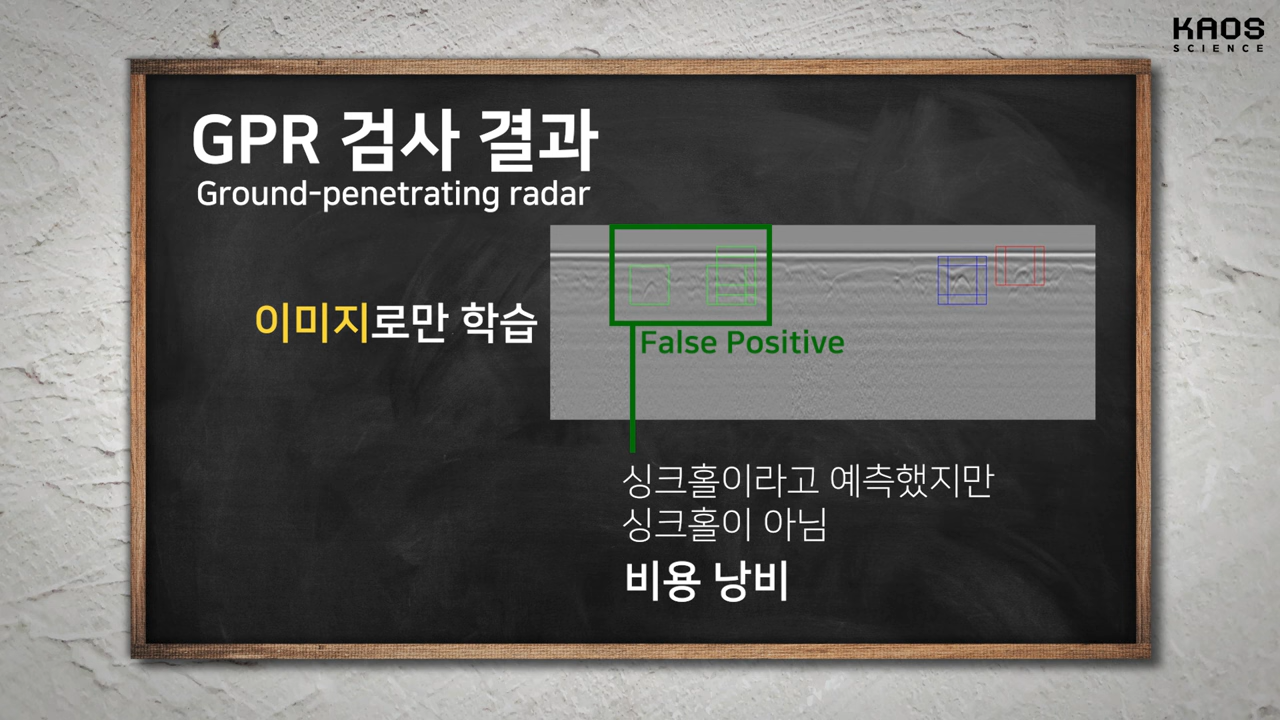 KAOS
SCIENCE
GPR 검사 결과
Ground-penetrating radar
이미지로만 학습
False Positive
싱크홀이라고 예측했지만
싱크홀이 아님
비용 낭비